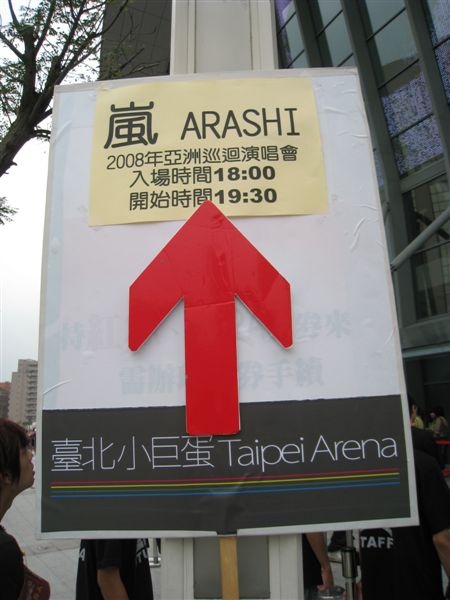 嵐 ARASHI
2008年亞洲巡迴演唱會
入場時間18:00
開始時間19:30
臺北小巨蛋 Taipei Arena
STAFF